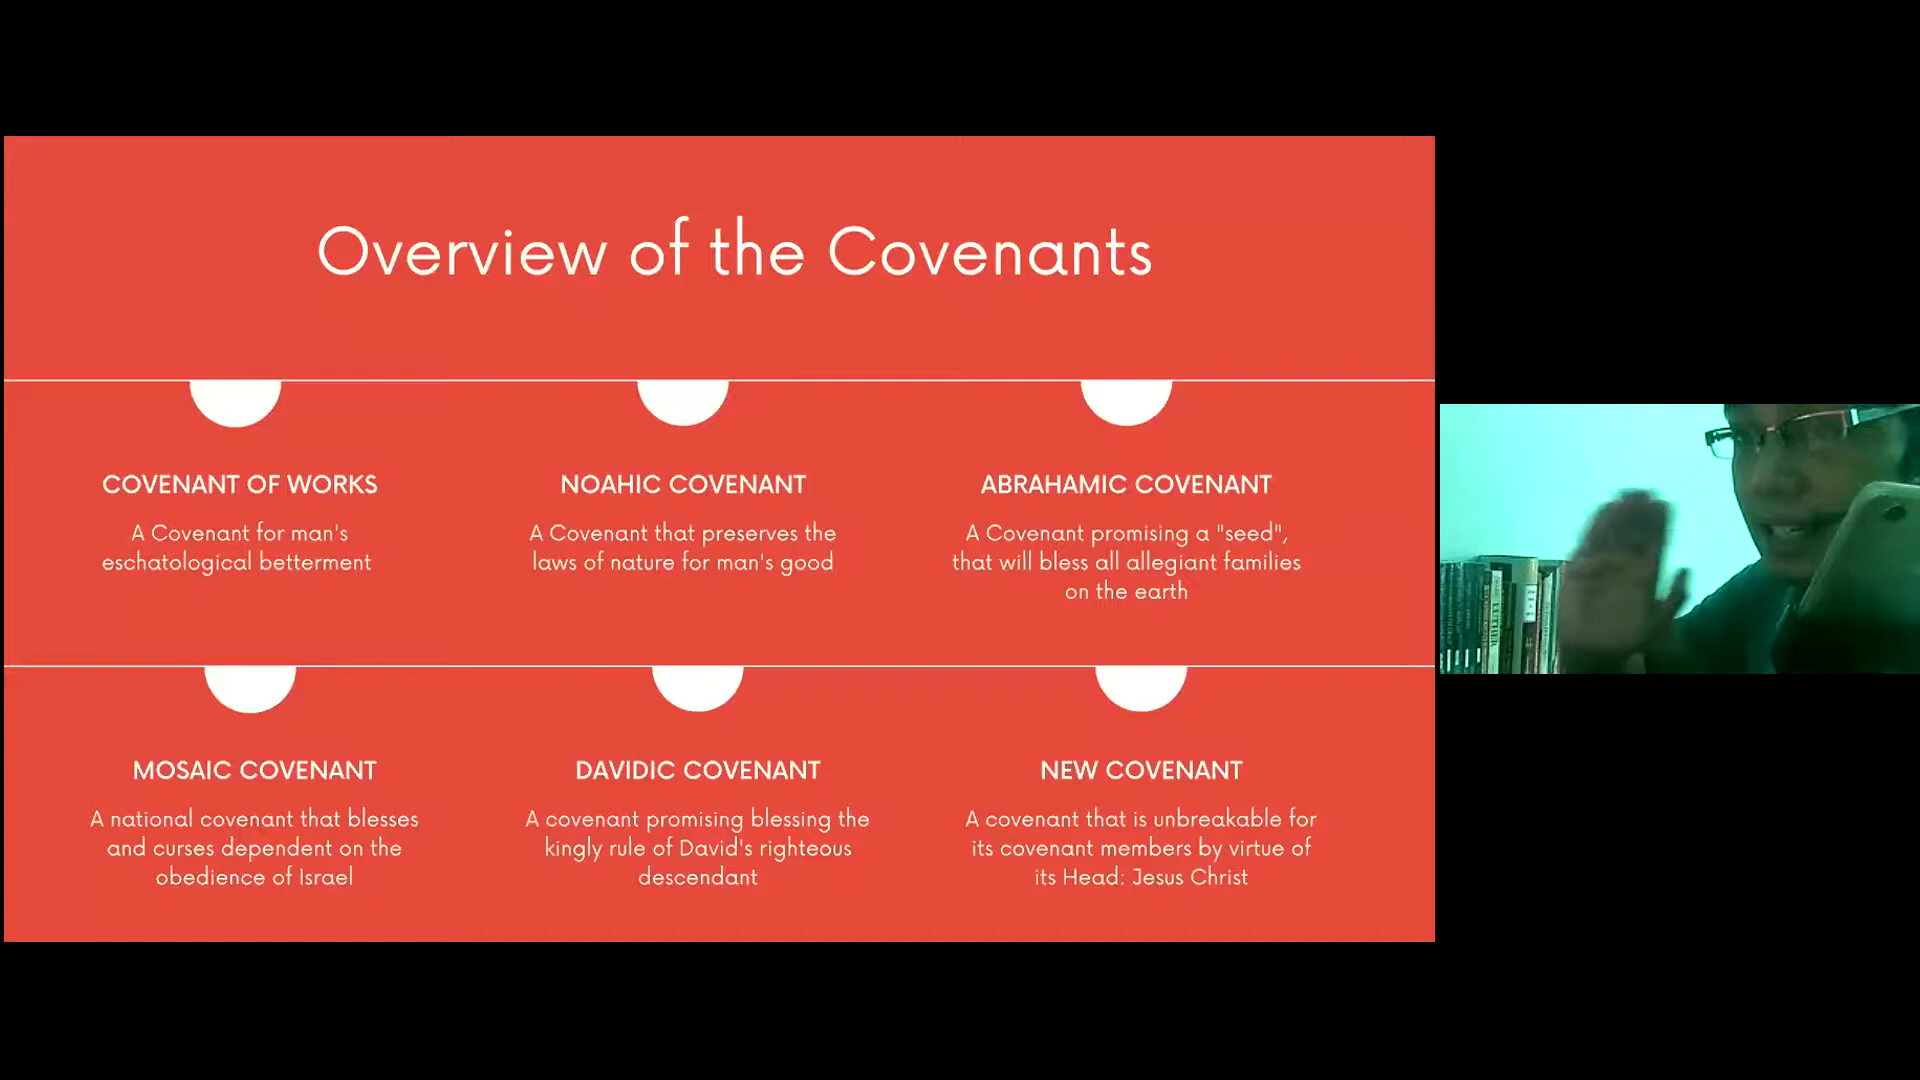 Overview of the Covenants
COVENANT OF WORKS
A Covenant for man's
eschatological betterment
NOAHIC COVENANT
A Covenant that preserves the
laws of nature for man's good
ABRAHAMIC COVENANT
A Covenant promising a "seed",
that will bless all allegiant families
on the earth
MOSAIC COVENANT
A national covenant that blesses
and curses dependent on the
obedience of Israel
DAVIDIC COVENANT
A covenant promising blessing the
kingly rule of David's righteous
descendant
NEW COVENANT
A covenant that is unbreakable for
its covenant members by virtue of
its Head: Jesus Christ